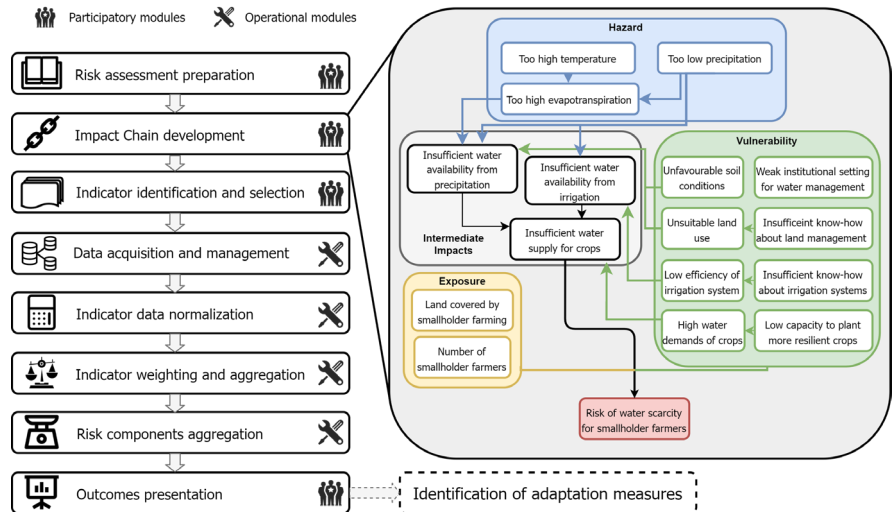 Participatory modules
Operational modules
Risk assessment preparation
Impact Chain development
Indicator identification and selection
Data acquisition and management
Indicator data normalization
Indicator weighting and aggregation
Risk components aggregation
Outcomes presentation
Identification of adaptation measures
Hazard
Too high temperature
Too low precipitation
Too high evapotranspiration
Insufficient water
availability from
precipitation
Insufficient water
availability from
irrigation
Insufficient water
supply for crops
Intermediate
Impacts
Vulnerability
Unfavourable soil
conditions
Weak institutional setting
for water management
Unsuitable land
use
Insufficeint know-how
about land management
Low efficiency of
irrigation system
Insufficient know-how
about irrigation systems
High water
demands of crops
Low capacity to plant
more resilient crops
Exposure
Land covered by
smallholder farming
Number of
smallholder farmers
Risk of water scarcity
for smallholder farmers